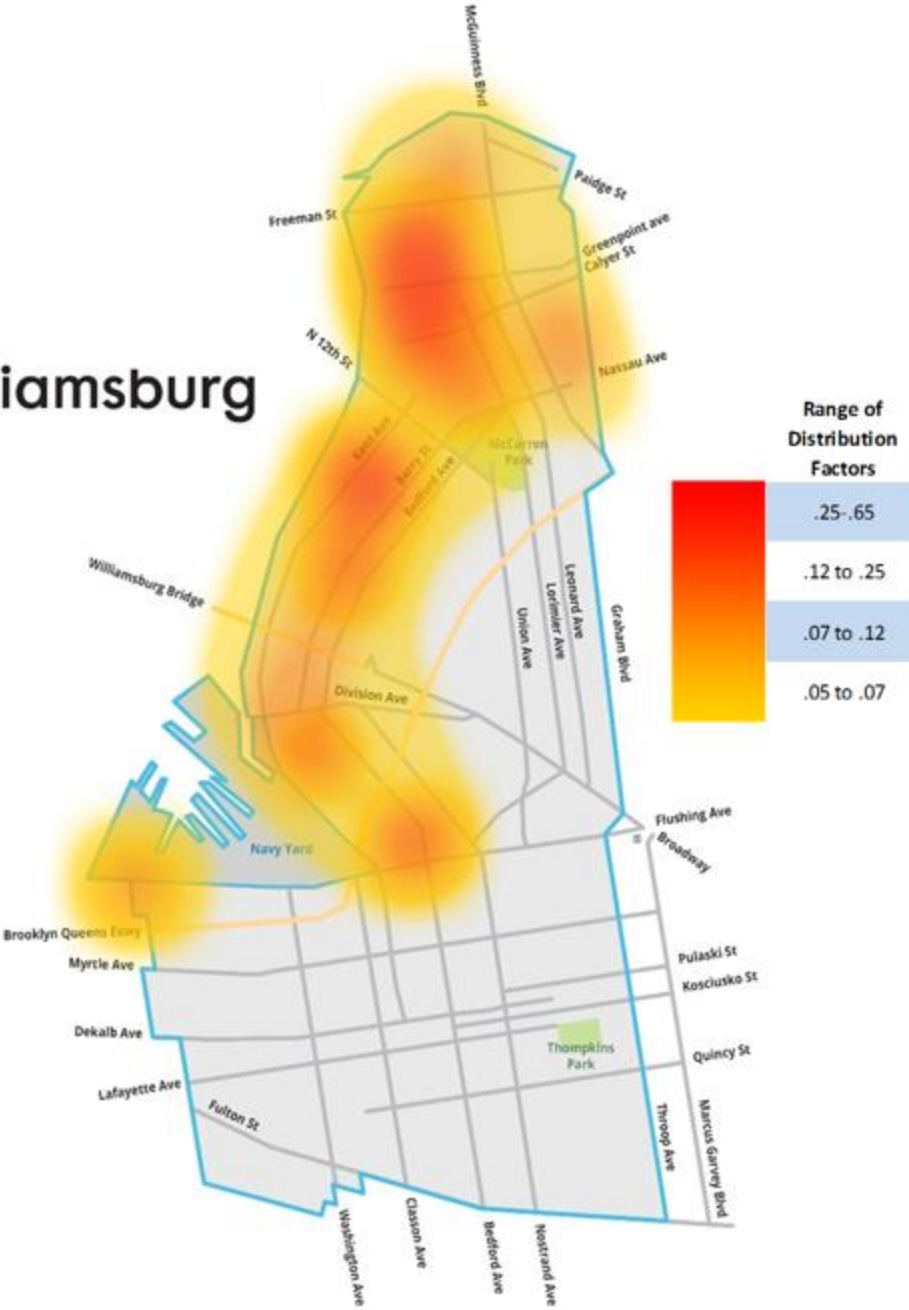 McGuinness Blvd
Paidge St
Freeman St
Greenpoint ave
Calyer St
N 12th St
Nassau Ave
iamsburg
Kent Ave
Berry St
Bedford Ave
McCarren
Park
Range of
Distribution
Factors
.25-.65
.12 to .25
.07 to .12
.05 to .07
Williamsburg Bridge
Union Ave
Lorimier Ave
Leonard Ave
Graham Blvd
Division Ave
Flushing Ave
Broadway
Navy Yard
Brooklyn Queens Expwy
Myrtle Ave
Pulaski St
Kosciusko St
Dekalb Ave
Thompkins
Park
Quincy St
Lafayette Ave
Fulton St
Throop Ave
Marcus Garvey Blvd
Washington Ave
Classon Ave
Bedford Ave
Nostrand Ave